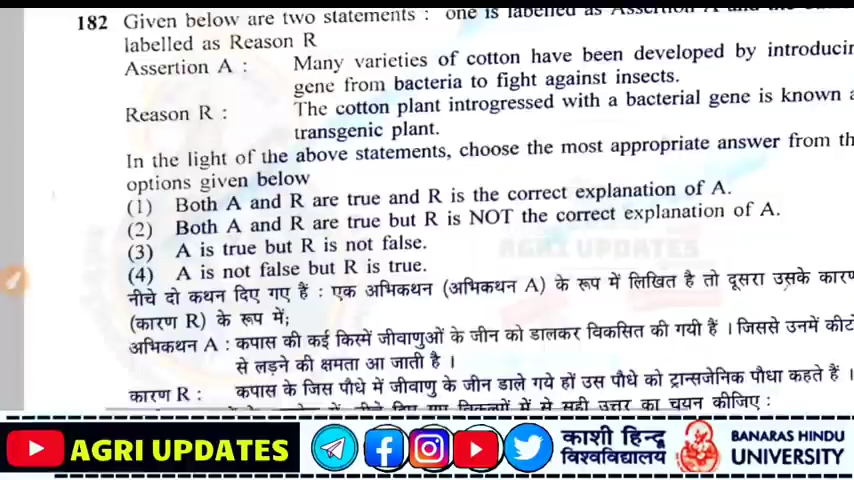 182 Given below are two statements : one is labelled as Assertion A and the
labelled as Reason R
Assertion A : Many varieties of cotton have been developed by introducin
gene from bacteria to fight against insects.
Reason R : The cotton plant introgressed with a bacterial gene is known a
transgenic plant.
In the light of the above statements, choose the most appropriate answer from th
options given below
(1) Both A and R are true and R is the correct explanation of A.
(2) Both A and R are true but R is NOT the correct explanation of A.
(3) A is true but R is not false.
(4) A is not false but R is true.
नीचे दो कथन दिए गए हैं : एक अभिकथन (अभिकथन A) के रूप में लिखित है तो दूसरा उसके कारण
(कारण R) के रूप में;
अभिकथन A : कपास की कई किस्में जीवाणुओं के जीन को डालकर विकसित की गयी हैं । जिससे उनमें कीटो
से लड़ने की क्षमता आ जाती है ।
कारण R : कपास के जिस पौधे में जीवाणु के जीन डाले गये हों उस पौधे को ट्रान्सजेनिक पौधा कहते हैं ।
दिए गए विकल्पों में से सही उत्तर का चयन कीजिए :
AGRI UPDATES
AGRI UPDATES
काशी हिन्दू
विश्वविद्यालय
BANARAS HINDU
UNIVERSITY